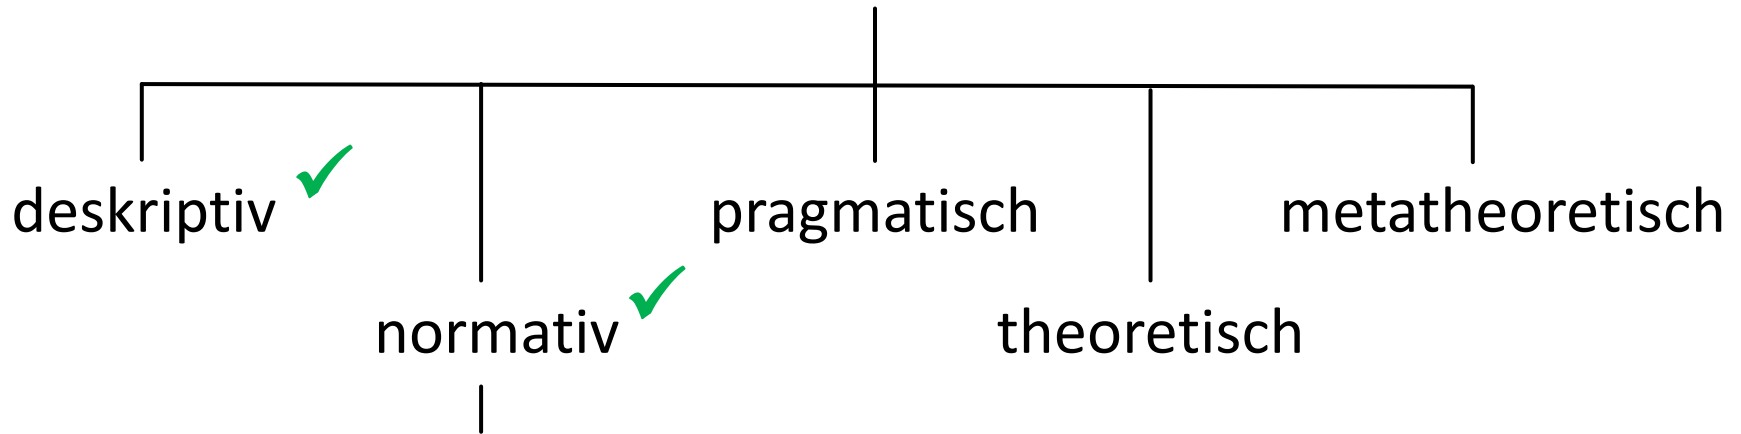 deskriptiv
pragmatisch
metatheoretisch
normativ
theoretisch